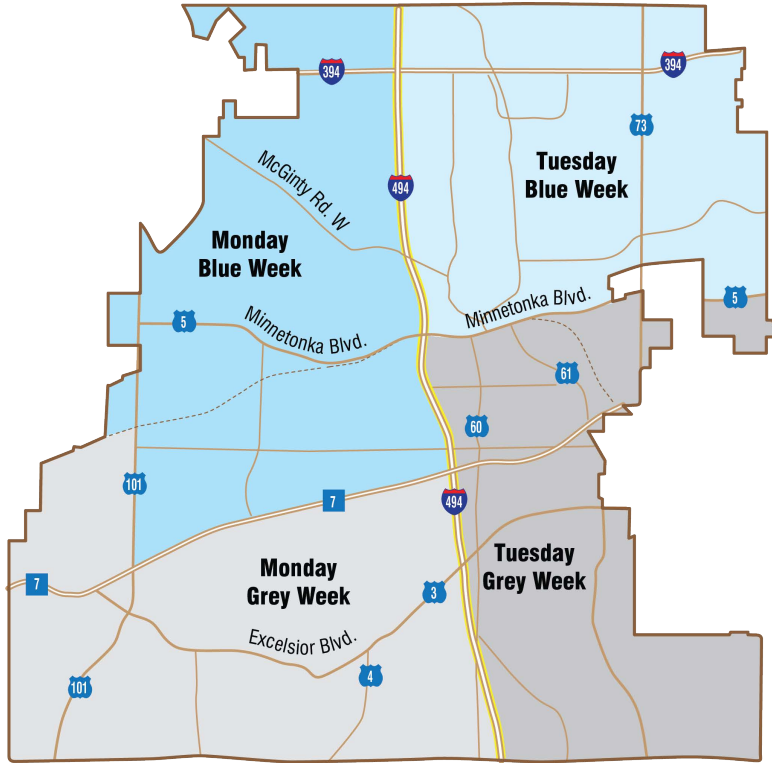 394
394
73
Tuesday
Blue Week
McGinty Rd. W
494
Monday
Blue Week
5
Minnetonka Blvd.
Minnetonka Blvd.
5
61
60
101
7
494
Tuesday
Grey Week
Monday
Grey Week
7
3
Excelsior Blvd.
4
101